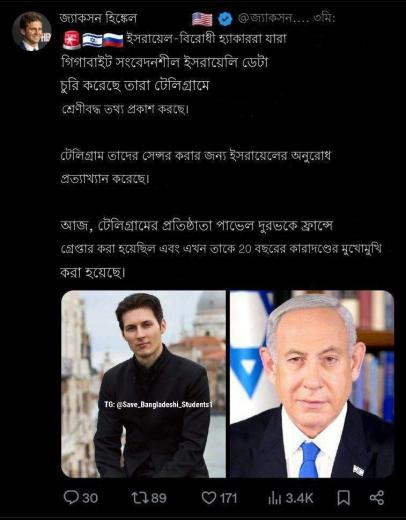 জ্যাকসন হিঙ্কেল @জ্যাকসন.... ৩মি:
ইসরায়েল-বিরোধী হ্যাকাররা যারা
গিগাবাইট সংবেদনশীল ইসরায়েলি ডেটা
চুরি করেছে তারা টেলিগ্রামে
শ্রেণীবদ্ধ তথ্য প্রকাশ করছে।
টেলিগ্রাম তাদের সেন্সর করার জন্য ইসরায়েলের অনুরোধ
প্রত্যাখ্যান করেছে।
আজ, টেলিগ্রামের প্রতিষ্ঠাতা পাভেল দুরভকে ফ্রান্সে
গ্রেপ্তার করা হয়েছিল এবং এখন তাকে 20 বছরের কারাদণ্ডের মুখোমুখি
করা হয়েছে।
TG: @Save_Bangladeshi_Students1
30 89 171 3.4K